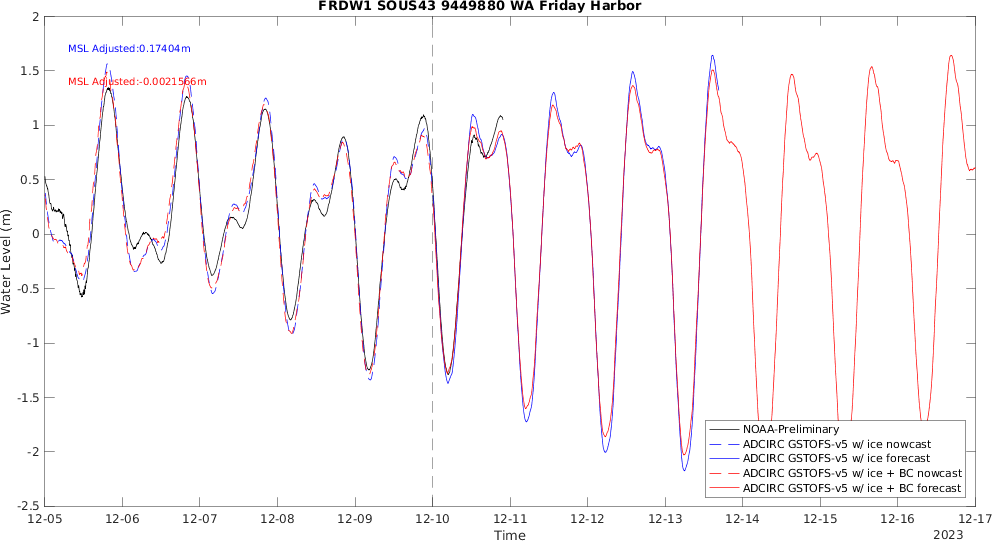 FRDW1 SOUS43 9449880 WA Friday Harbor
MSL Adjusted:0.17404m
MSL Adjusted:-0.0021566m
2
1.5
1
0.5
0
-0.5
-1
-1.5
-2
-2.5
Water Level (m)
NOAA-Preliminary
ADCIRC GSTOFS-v5 w/ ice nowcast
ADCIRC GSTOFS-v5 w/ ice forecast
ADCIRC GSTOFS-v5 w/ ice + BC nowcast
ADCIRC GSTOFS-v5 w/ ice + BC forecast
12-05 12-06 12-07 12-08 12-09 12-10 12-11 12-12 12-13 12-14 12-15 12-16 12-17
Time
2023